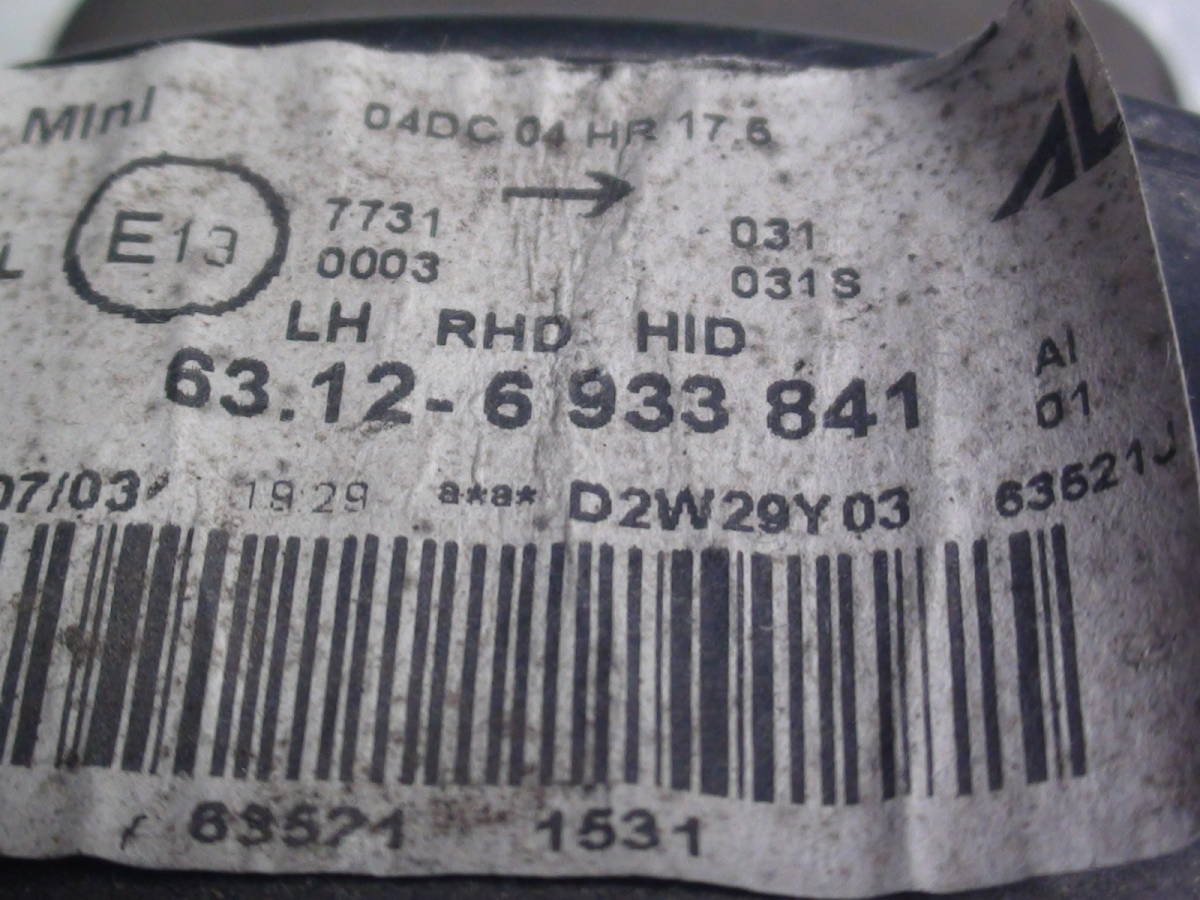 MInI
04DC 04 HR 17.5
L E13 7731 → 031
0003 031S
LH RHD HID
AI
63.12-6 933 841
01
07/03 19:29 a*a* D2W29Y03 63521J
63521 1531